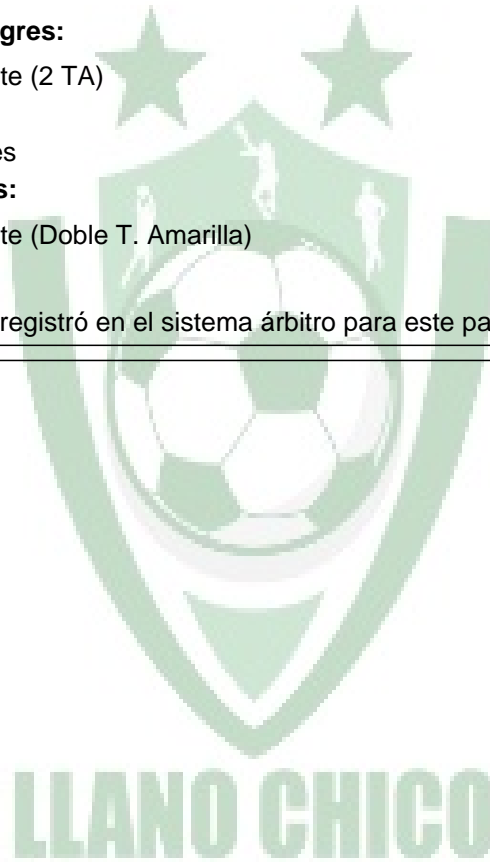 gres:
te (2 TA)
es
s:
te (Doble T. Amarilla)
registró en el sistema árbitro para este pa
LLANO CHICO